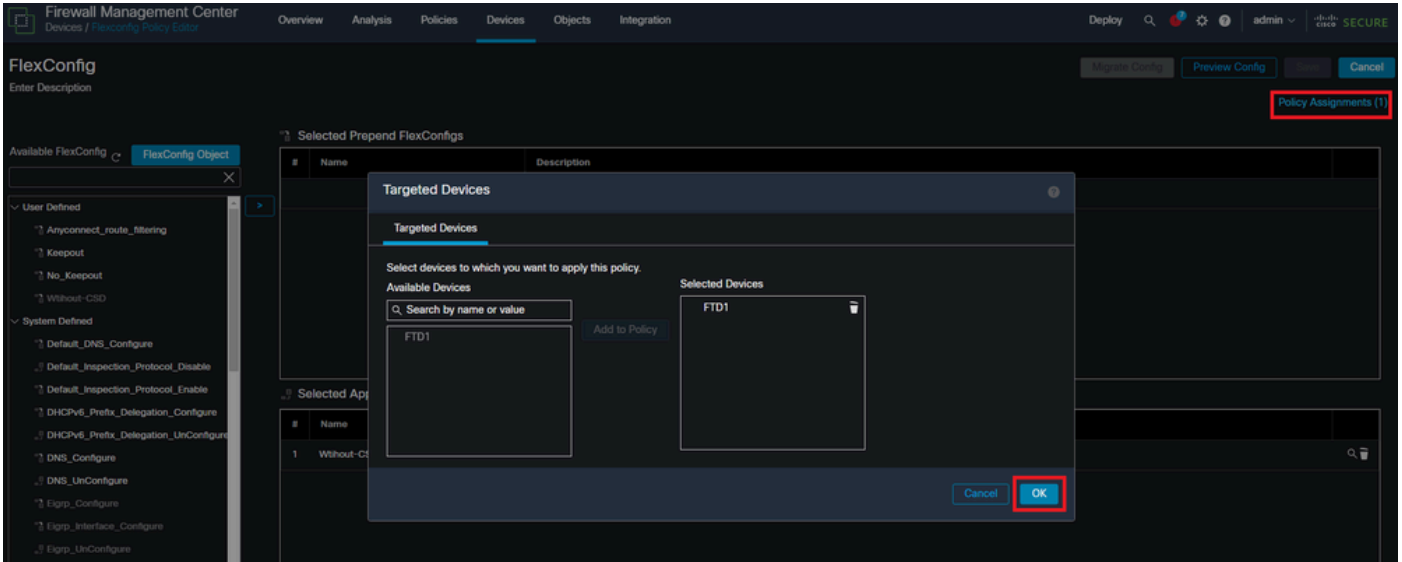 Firewall Management Center
Devices / Flexconfig Policy Editor
Overview Analysis Policies Devices Objects Integration
Deploy admin cisco SECURE
FlexConfig
Enter Description
Migrate Config Preview Config Save Cancel
Policy Assignments (1)
Available FlexConfig FlexConfig Object
User Defined
Anyconnect_route_filtering
Keepout
No_Keepout
Wtihout-CSD
System Defined
Default_DNS_Configure
Default_Inspection_Protocol_Disable
Default_Inspection_Protocol_Enable
DHCPv6_Prefix_Delegation_Configure
DHCPv6_Prefix_Delegation_UnConfigure
DNS_Configure
DNS_UnConfigure
Eigrp_Configure
Eigrp_Interface_Configure
Eigrp_UnConfigure
Selected Prepend FlexConfigs
# Name Description
Selected App
# Name
1 Wtihout-CS
Targeted Devices
Targeted Devices
Select devices to which you want to apply this policy.
Available Devices
Search by name or value
FTD1
Add to Policy
Selected Devices
FTD1
Cancel OK